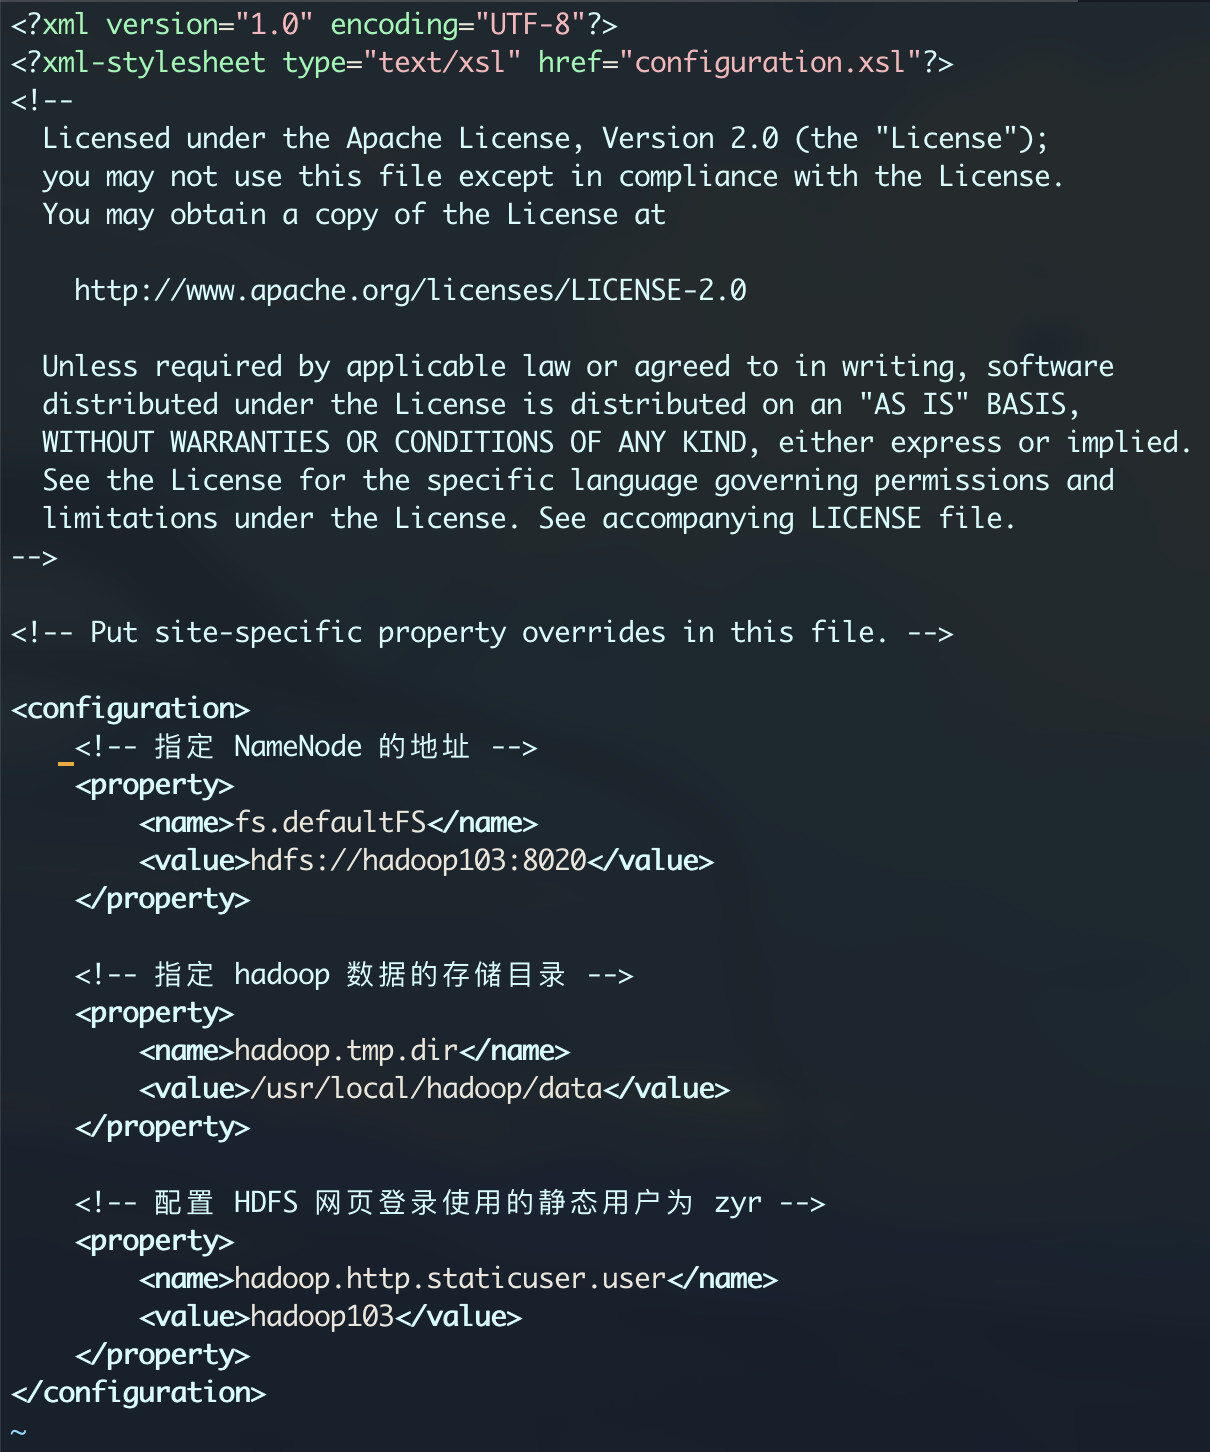 <?xml version="1.0" encoding="UTF-8"?>
<?xml-stylesheet type="text/xsl" href="configuration.xsl"?>
<!--
  Licensed under the Apache License, Version 2.0 (the "License");
  you may not use this file except in compliance with the License.
  You may obtain a copy of the License at

    http://www.apache.org/licenses/LICENSE-2.0

  Unless required by applicable law or agreed to in writing, software
  distributed under the License is distributed on an "AS IS" BASIS,
  WITHOUT WARRANTIES OR CONDITIONS OF ANY KIND, either express or implied.
  See the License for the specific language governing permissions and
  limitations under the License. See accompanying LICENSE file.
-->

<!-- Put site-specific property overrides in this file. -->

<configuration>
    <!-- 指定 NameNode 的地址 -->
    <property>
        <name>fs.defaultFS</name>
        <value>hdfs://hadoop103:8020</value>
    </property>

    <!-- 指定 hadoop 数据的存储目录 -->
    <property>
        <name>hadoop.tmp.dir</name>
        <value>/usr/local/hadoop/data</value>
    </property>

    <!-- 配置 HDFS 网页登录使用的静态用户为 zyr -->
    <property>
        <name>hadoop.http.staticuser.user</name>
        <value>hadoop103</value>
    </property>
</configuration>
~